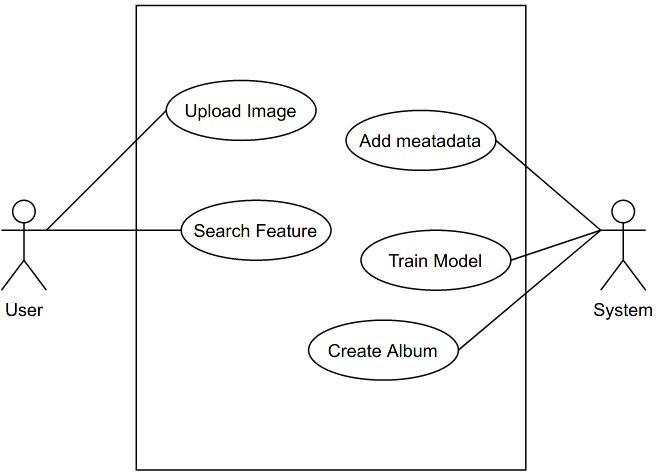 Upload Image
Add meatadata
Search Feature
Train Model
User
System
Create Album